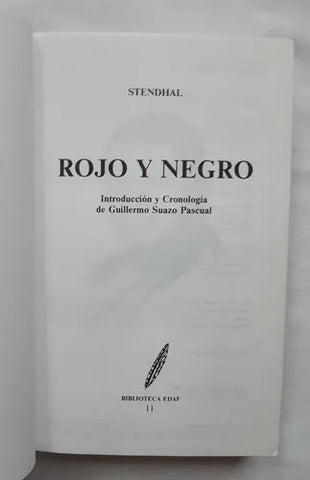 STENDHAL
ROJO Y NEGRO
Introducción y Cronología
de Guillermo Suazo Pascual
BIBLIOTECA EDAF
11